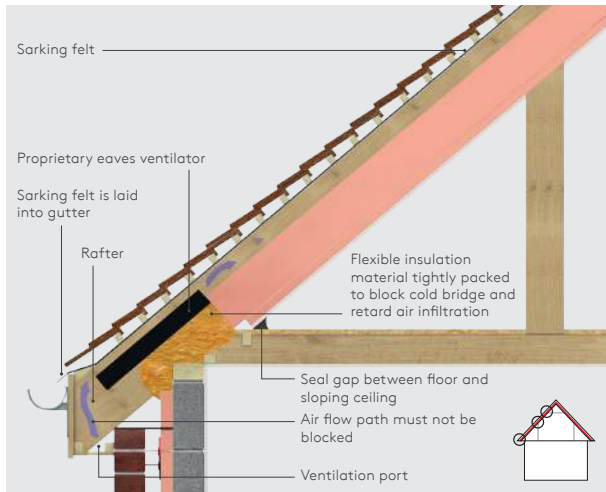 Sarking felt
Proprietary eaves ventilator
Sarking felt is laid
into gutter
Rafter
Flexible insulation
material tightly packed
to block cold bridge and
retard air infiltration
Seal gap between floor and
sloping ceiling
Air flow path must not be
blocked
Ventilation port